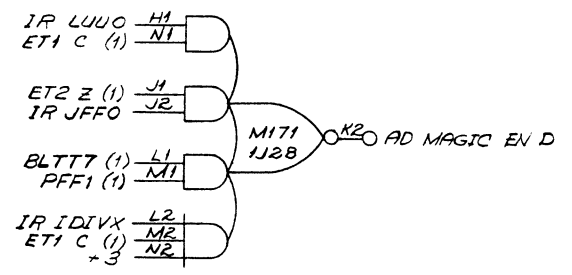 IR LUUO H1
ET1 C (1) N1
ET2 Z (1) J1
IR JFFO J2
M171
1J28
K2
AD MAGIC EN D
BLTT7 (1) L1
PFF1 (1) M1
IR IDIVX L2
ET1 C (1) M2
+3 N2